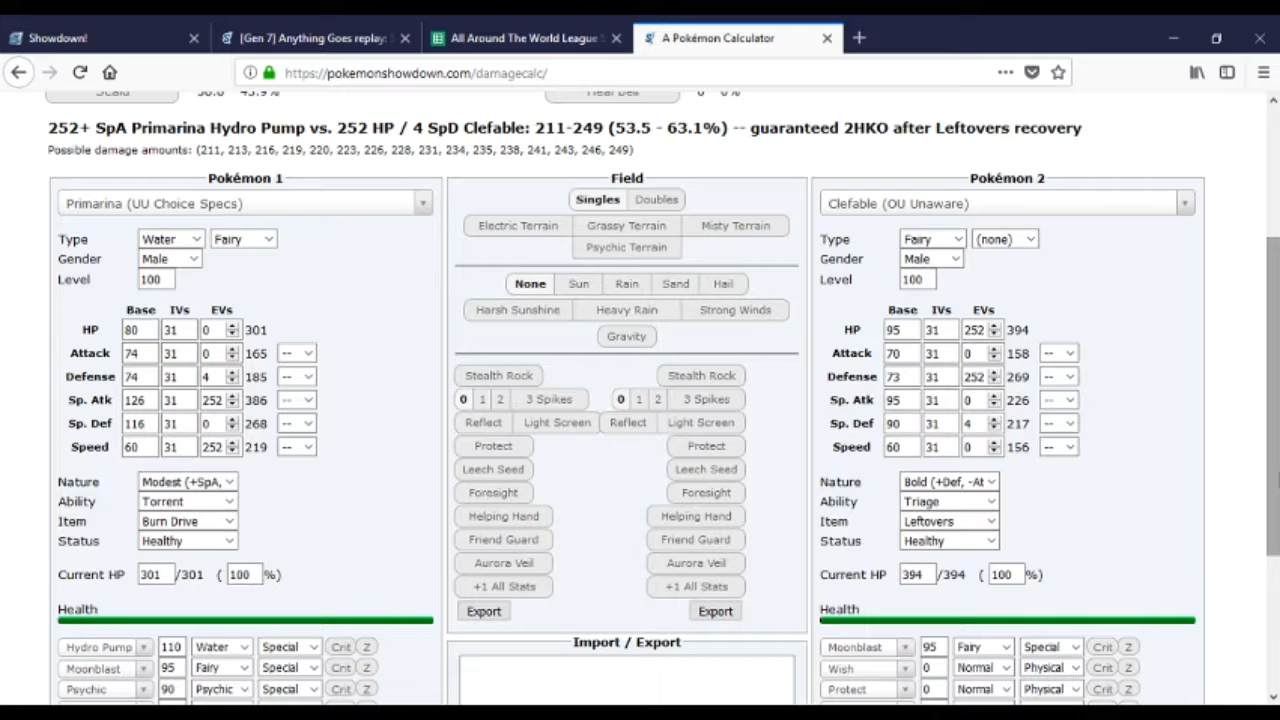 Showdown!
[Gen 7] Anything Goes replay:
All Around The World League
A Pokémon Calculator
https://pokemonshowdown.com/damagecalc/
252+ SpA Primarina Hydro Pump vs. 252 HP / 4 SpD Clefable: 211-249 (53.5 - 63.1%) -- guaranteed 2HKO after Leftovers recovery
Possible damage amounts: (211, 213, 216, 219, 220, 223, 226, 228, 231, 234, 235, 238, 241, 243, 246, 249)
Pokémon 1
Primarina (UU Choice Specs)
Type Water Fairy
Gender Male
Level 100
Base IVs EVs
HP 80 31 0 301
Attack 74 31 0 165 --
Defense 74 31 4 185 --
Sp. Atk 126 31 252 386 --
Sp. Def 116 31 0 268 --
Speed 60 31 252 219 --
Nature Modest (+SpA,
Ability Torrent
Item Burn Drive
Status Healthy
Current HP 301 /301 ( 100 %)
Health
Hydro Pump 110 Water Special Crit Z
Moonblast 95 Fairy Special Crit Z
Psychic 90 Psychic Special Crit Z
Field
Singles Doubles
Electric Terrain Grassy Terrain Misty Terrain
Psychic Terrain
None Sun Rain Sand Hail
Harsh Sunshine Heavy Rain Strong Winds
Gravity
Stealth Rock Stealth Rock
0 1 2 3 Spikes 0 1 2 3 Spikes
Reflect Light Screen Reflect Light Screen
Protect Protect
Leech Seed Leech Seed
Foresight Foresight
Helping Hand Helping Hand
Friend Guard Friend Guard
Aurora Veil Aurora Veil
+1 All Stats +1 All Stats
Export Export
Import / Export
Pokémon 2
Clefable (OU Unaware)
Type Fairy (none)
Gender Male
Level 100
Base IVs EVs
HP 95 31 252 394
Attack 70 31 0 158 --
Defense 73 31 252 269 --
Sp. Atk 95 31 0 226 --
Sp. Def 90 31 4 217 --
Speed 60 31 0 156 --
Nature Bold (+Def, -At
Ability Triage
Item Leftovers
Status Healthy
Current HP 394 /394 ( 100 %)
Health
Moonblast 95 Fairy Special Crit Z
Wish 0 Normal Physical Crit Z
Protect 0 Normal Physical Crit Z